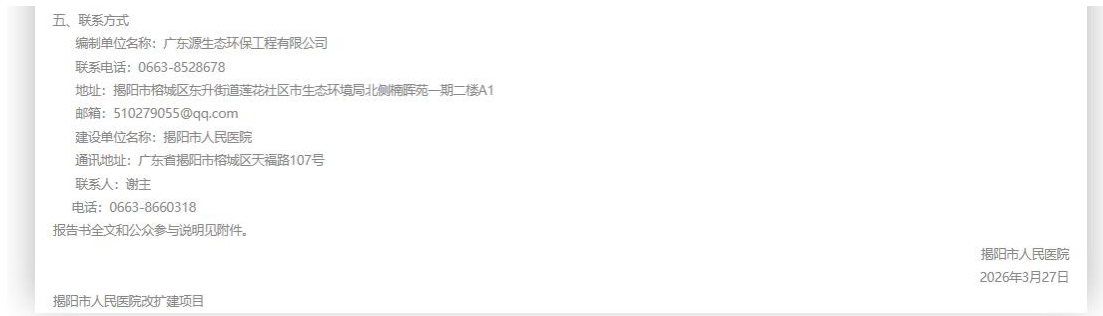 五、联系方式
编制单位名称：广东源生态环保工程有限公司
联系电话：0663-8528678
地址：揭阳市榕城区东升街道莲花社区市生态环境局北侧楠晖苑一期二楼A1
邮箱：510279055@qq.com
建设单位名称：揭阳市人民医院
通讯地址：广东省揭阳市榕城区天福路107号
联系人：谢主
电话：0663-8660318
报告书全文和公众参与说明见附件。
揭阳市人民医院
2026年3月27日
揭阳市人民医院改扩建项目